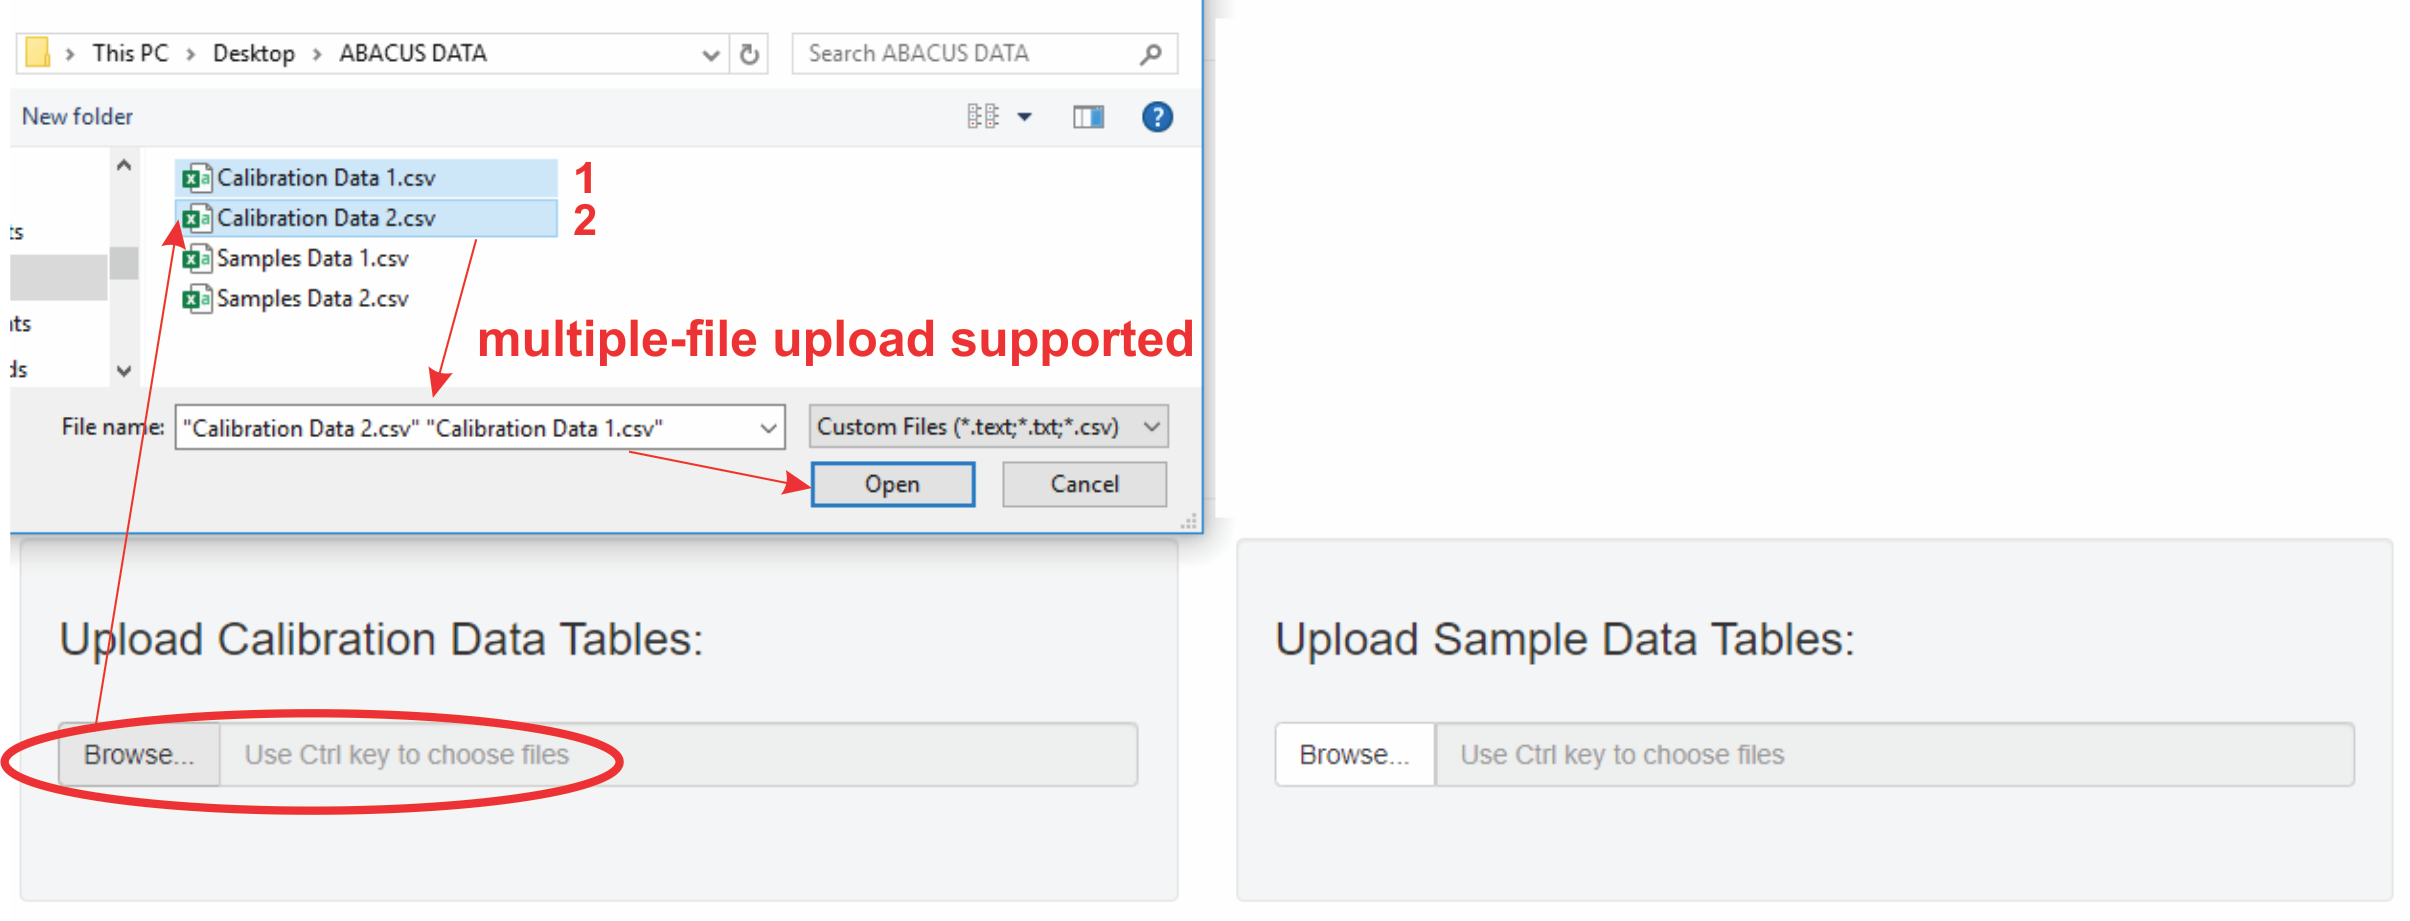 This PC > Desktop > ABACUS DATA
Search ABACUS DATA
New folder
?
Calibration Data 1.csv
1
Calibration Data 2.csv
2
ts
Samples Data 1.csv
Samples Data 2.csv
nts
multiple-file upload supported
ds
File name: "Calibration Data 2.csv" "Calibration Data 1.csv"
Custom Files (*.text;*.txt;*.csv)
Open
Cancel
Upload Calibration Data Tables:
Browse...
Use Ctrl key to choose files
Upload Sample Data Tables:
Browse...
Use Ctrl key to choose files